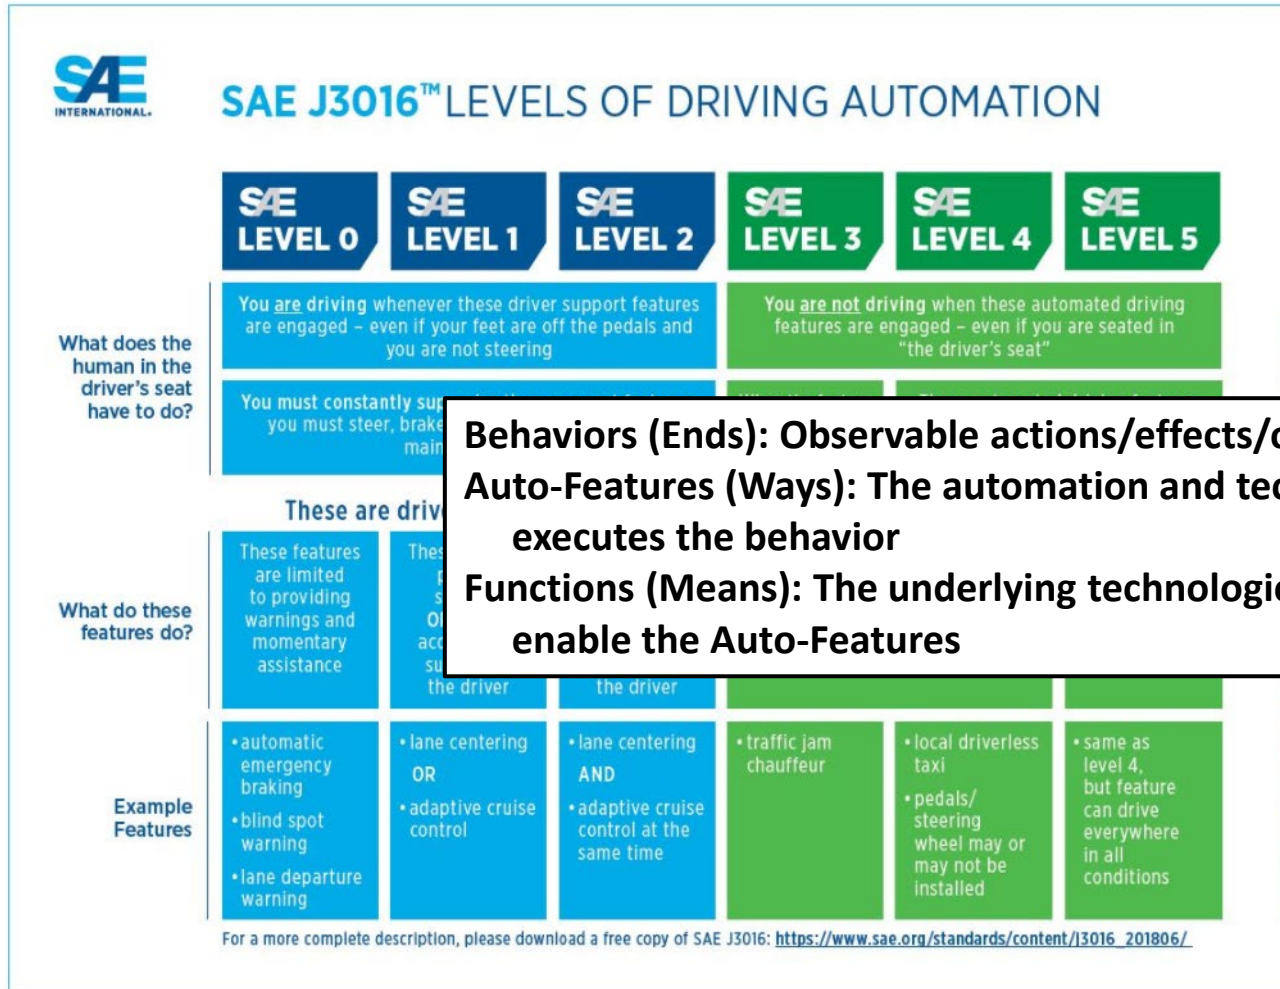 SAE
INTERNATIONAL.
SAE J3016™ LEVELS OF DRIVING AUTOMATION
SAE
LEVEL 0
SAE
LEVEL 1
SAE
LEVEL 2
SAE
LEVEL 3
SAE
LEVEL 4
SAE
LEVEL 5
What does the
human in the
driver's seat
have to do?
You are driving whenever these driver support features
are engaged – even if your feet are off the pedals and
you are not steering
You are not driving when these automated driving
features are engaged – even if you are seated in
"the driver's seat"
You must constantly
you must steer, brake
Behaviors (Ends): Observable actions/effects/
Auto-Features (Ways): The automation and
executes the behavior
Functions (Means): The underlying
enable the Auto-Features
These are
What do these
features do?
These features
are limited
to providing
warnings and
momentary
assistance
the driver
the driver
Example
Features
•automatic
emergency
braking
•blind spot
warning
•lane departure
warning
•lane centering
OR
•adaptive cruise
control
•lane centering
AND
•adaptive cruise
control at the
same time
•traffic jam
chauffeur
•local driverless
taxi
•pedals/
steering
wheel may or
may not be
installed
•same as
level 4,
but feature
can drive
everywhere
in all
conditions
For a more complete description, please download a free copy of SAE J3016: https://www.sae.org/standards/content/j3016_201806/